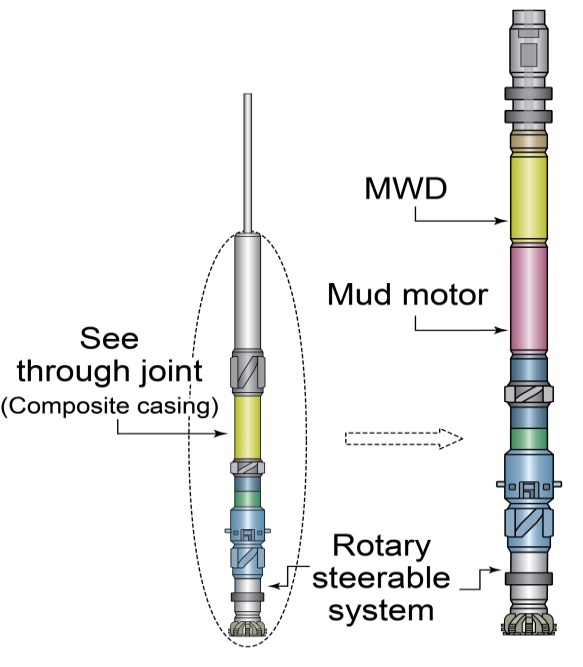 MWD
Mud motor
See
through joint
(Composite casing)
Rotary
steerable
system